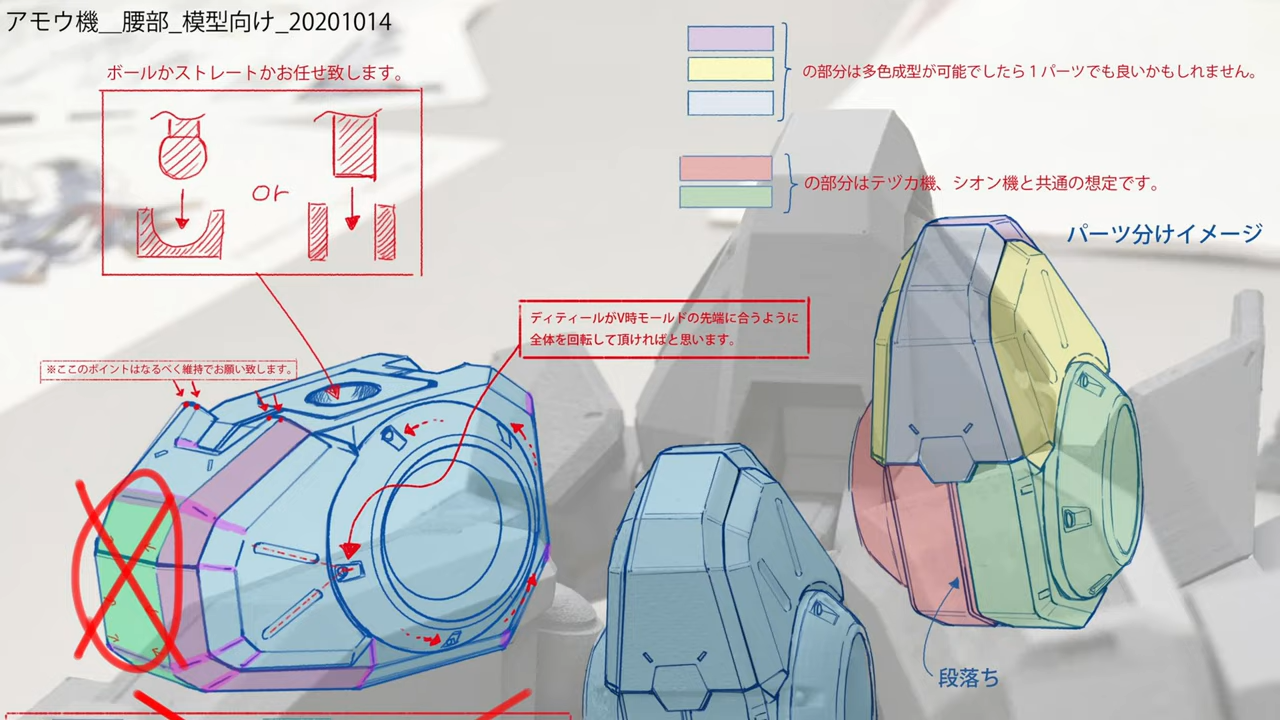 アモウ機__腰部_模型向け_20201014
ボールかストレートかお任せ致します。
or
の部分は多色成型が可能でしたら１パーツでも良いかもしれません。
の部分はテヅカ機、シオン機と共通の想定です。
パーツ分けイメージ
ディティールがV時モールドの先端に合うように
全体を回転して頂ければと思います。
※ここのポイントはなるべく維持でお願い致します。
段落ち